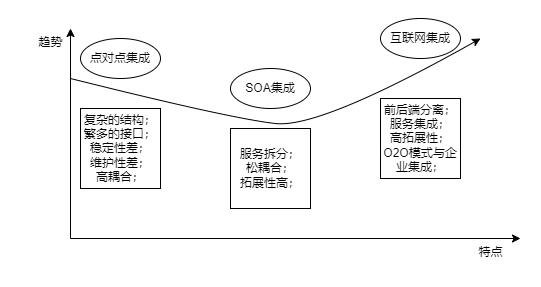 趋势
点对点集成
复杂的结构；
繁多的接口；
稳定性差；
维护性差；
高耦合；
SOA集成
服务拆分；
松耦合；
拓展性高；
互联网集成
前后端分离；
服务集成；
高拓展性；
O2O模式与企
业集成；
特点